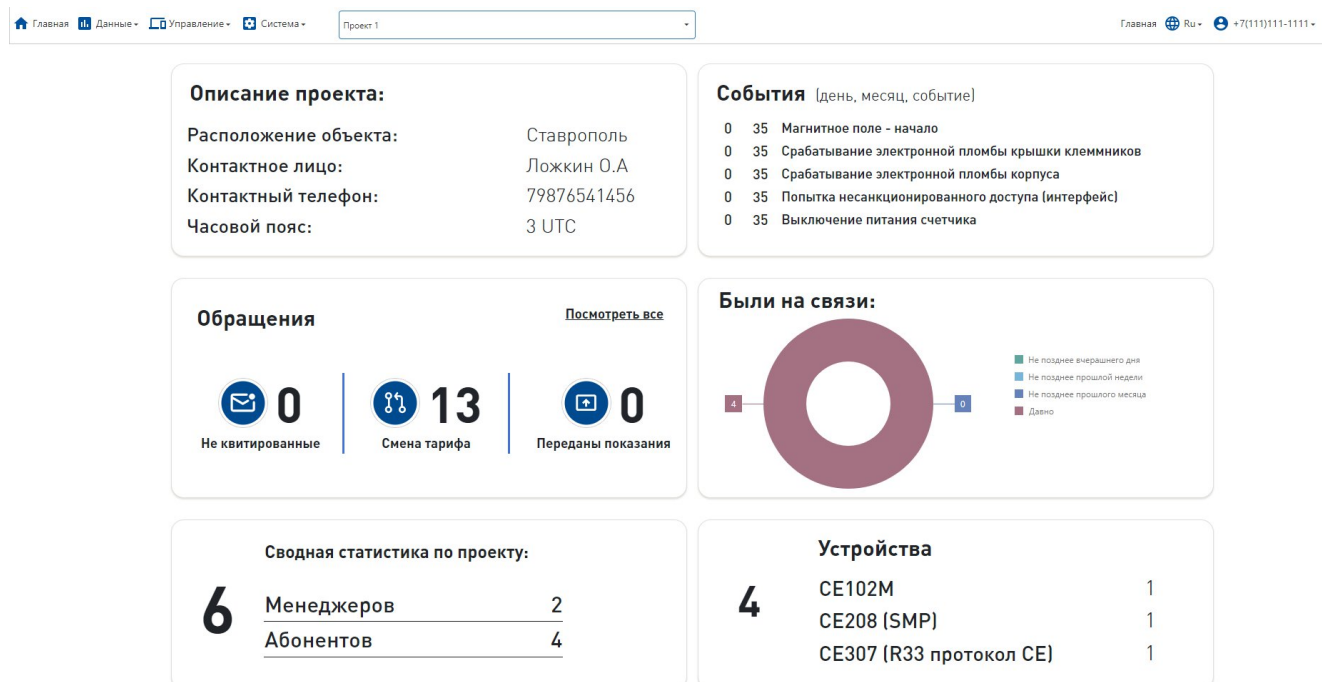 Главная Данные Управление Система Проект 1 Главная Ru +7(111)111-1111
Описание проекта:
Расположение объекта: Ставрополь
Контактное лицо: Ложкин О.А
Контактный телефон: 79876541456
Часовой пояс: 3 UTC
События (день, месяц, событие)
0 35 Магнитное поле - начало
0 35 Срабатывание электронной пломбы крышки клеммников
0 35 Срабатывание электронной пломбы корпуса
0 35 Попытка несанкционированного доступа (интерфейс)
0 35 Выключение питания счетчика
Обращения Посмотреть все
0 13 0
Не квитированные Смена тарифа Переданы показания
Были на связи:
4 0
Не позднее вчерашнего дня
Не позднее прошлой недели
Не позднее прошлого месяца
Давно
Сводная статистика по проекту:
6
Менеджеров 2
Абонентов 4
Устройства
4
CE102M 1
CE208 (SMP) 1
CE307 (R33 протокол CE) 1